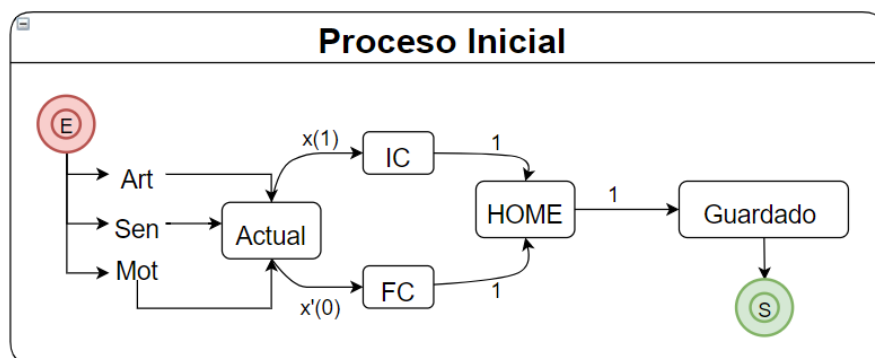 Proceso Inicial
E
Art
Sen
Mot
Actual
x(1)
x'(0)
IC
FC
1
1
HOME
1
Guardado
S